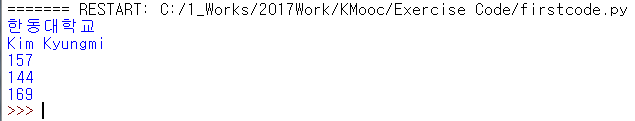 ======= RESTART: C:/1_Works/2017Work/KMooc/Exercise Code/firstcode.py
한동대학교
Kim Kyungmi
157
144
169
>>>